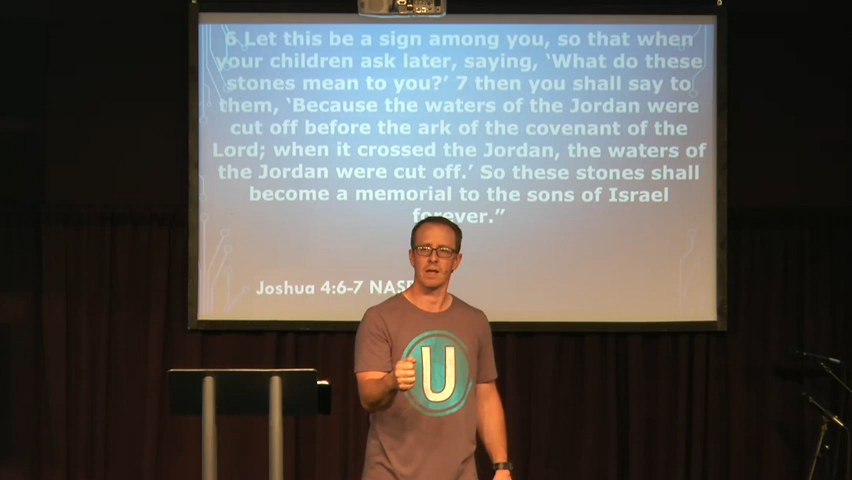 6 Let this be a sign among you, so that when
your children ask later, saying, ‘What do these
stones mean to you?’ 7 then you shall say to
them, ‘Because the waters of the Jordan were
cut off before the ark of the covenant of the
Lord; when it crossed the Jordan, the waters of
the Jordan were cut off.’ So these stones shall
become a memorial to the sons of Israel
forever.”
Joshua 4:6-7 NASB
U